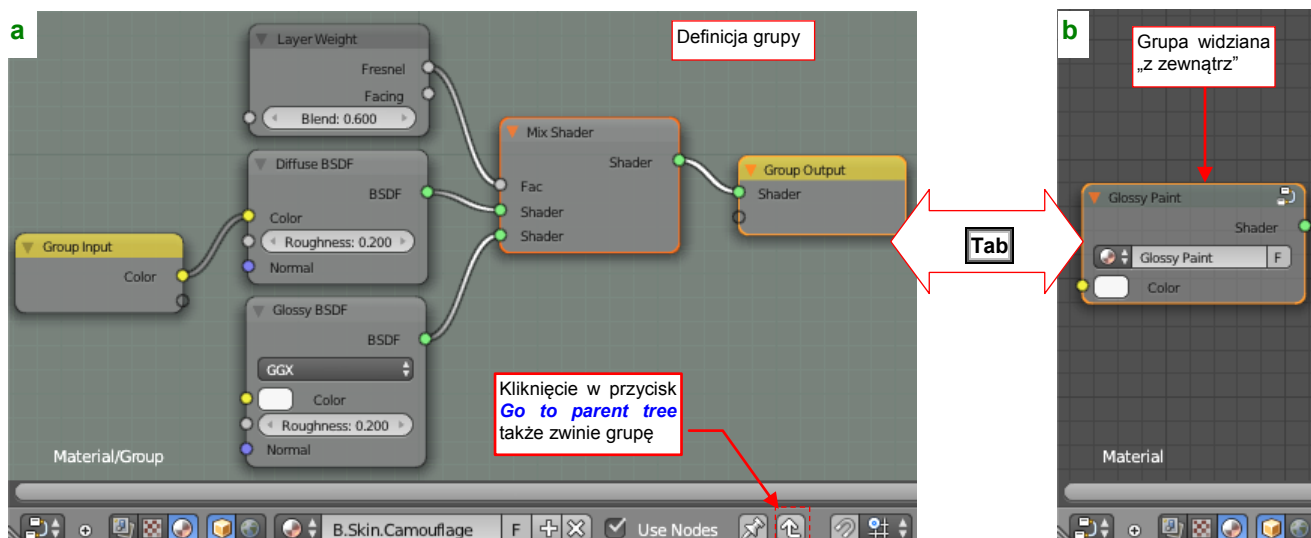 a
Layer Weight
Fresnel
Facing
Blend: 0.600
Definicja grupy
Diffuse BSDF
BSDF
Color
Roughness: 0.200
Normal
Mix Shader
Shader
Fac
Shader
Shader
Group Output
Shader
Group Input
Color
Glossy BSDF
BSDF
GGX
Color
Roughness: 0.200
Normal
Kliknięcie w przycisk
Go to parent tree
także zwinie grupę
Material/Group
B.Skin.Camouflage
F
Use Nodes
Tab
b
Grupa widziana
„z zewnątrz”
Glossy Paint
Shader
Glossy Paint
F
Color
Material